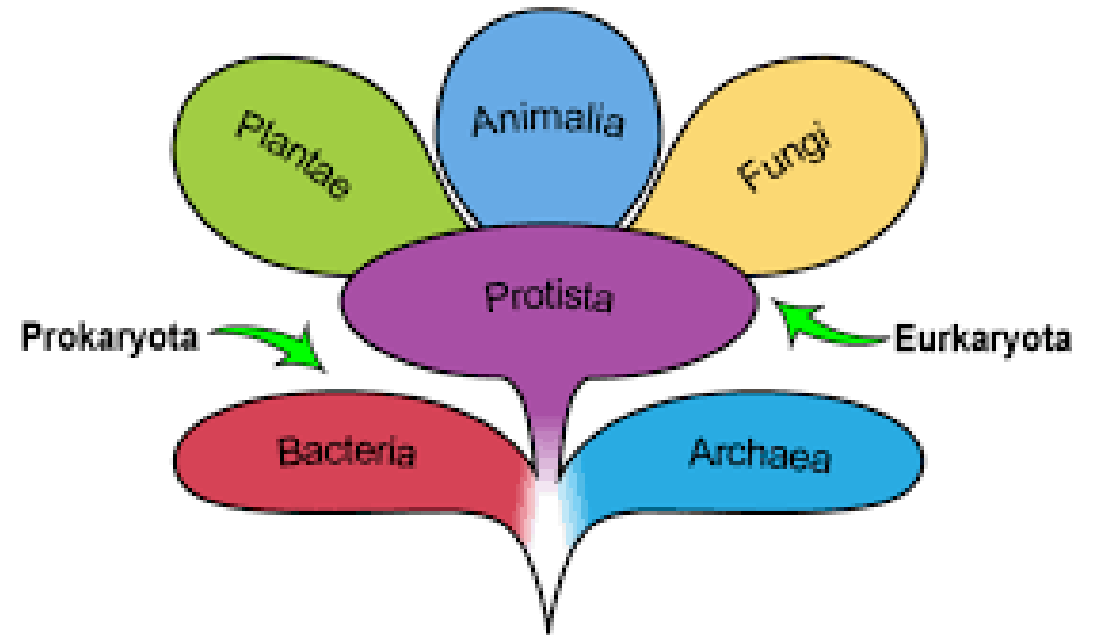 Animalia
Plantae
Fungi
Protista
Prokaryota
Eurkaryota
Bacteria
Archaea